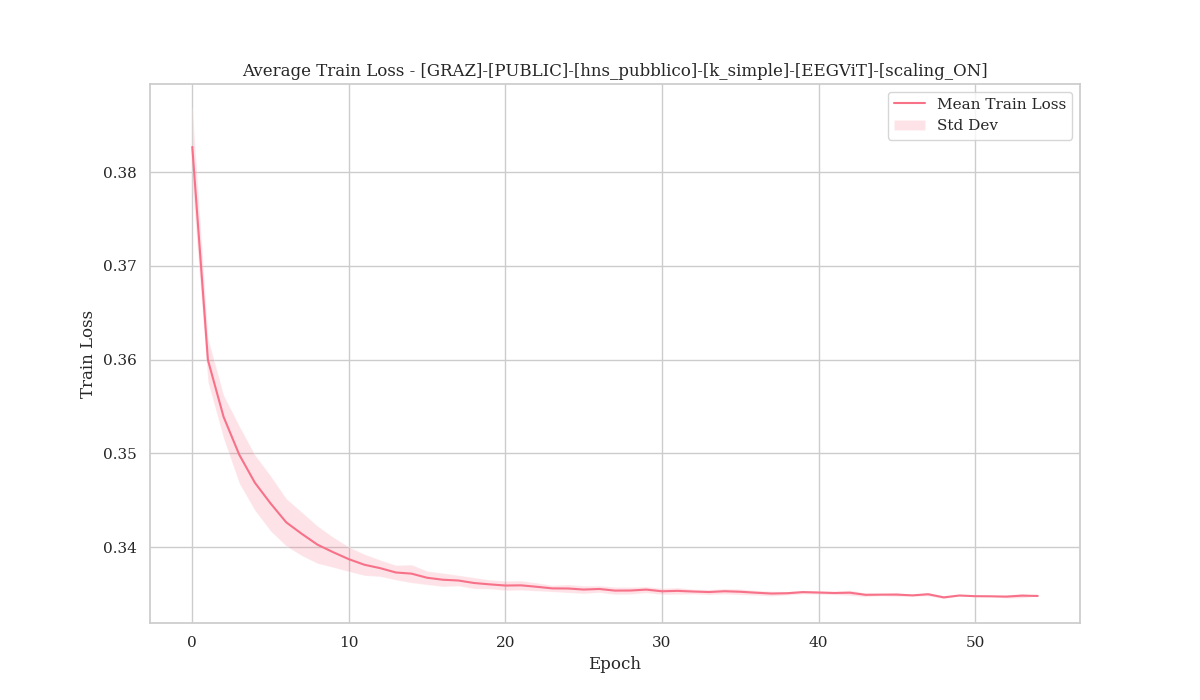 Average Train Loss - [GRAZ]-[PUBLIC]-[hns_pubblico]-[k_simple]-[EEGViT]-[scaling_ON]
Mean Train Loss
Std Dev
Train Loss
0.38
0.37
0.36
0.35
0.34
0 10 20 30 40 50
Epoch